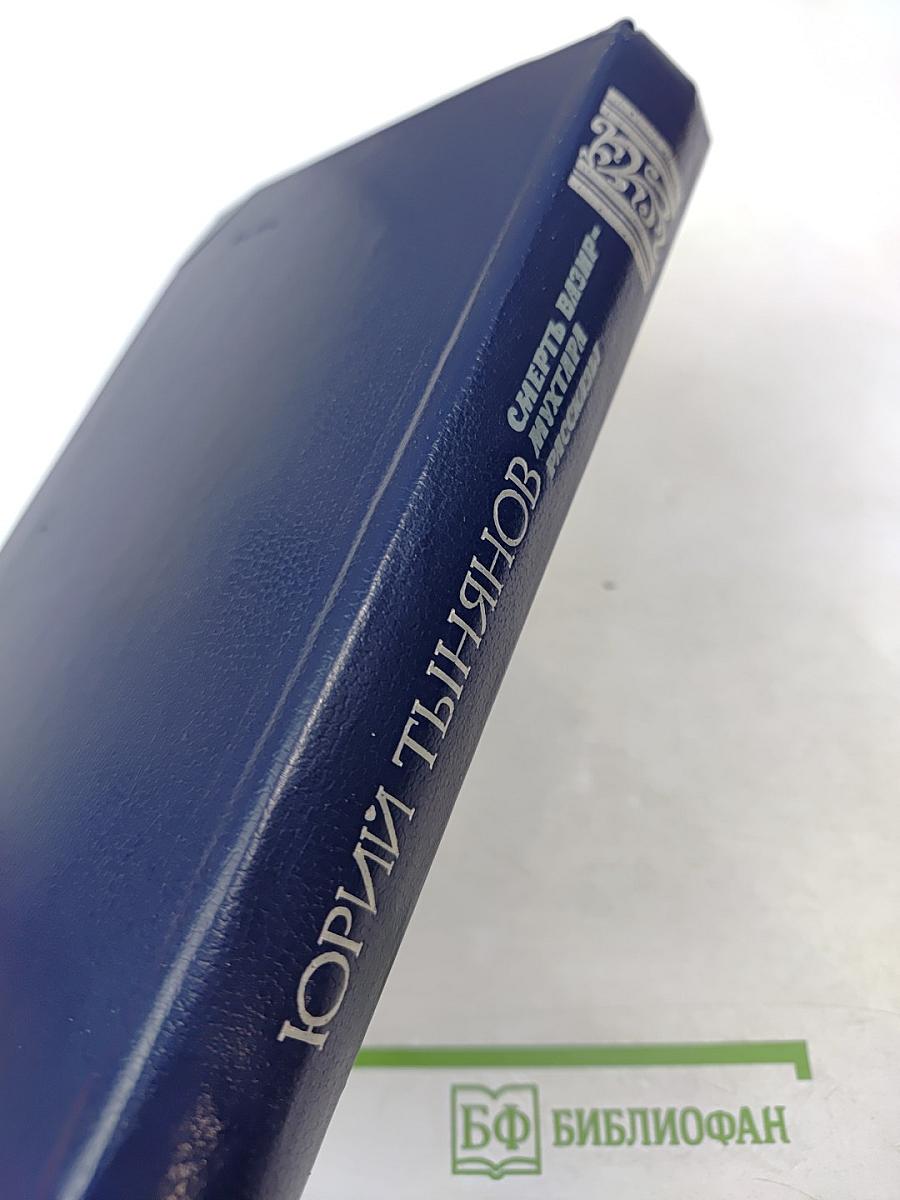 ЮРИЙ ТЫНЯНОВ
СМЕРТЬ ВАЗИР-
МУХТАРА
РАССКАЗЫ
БФ БИБЛИОФАН